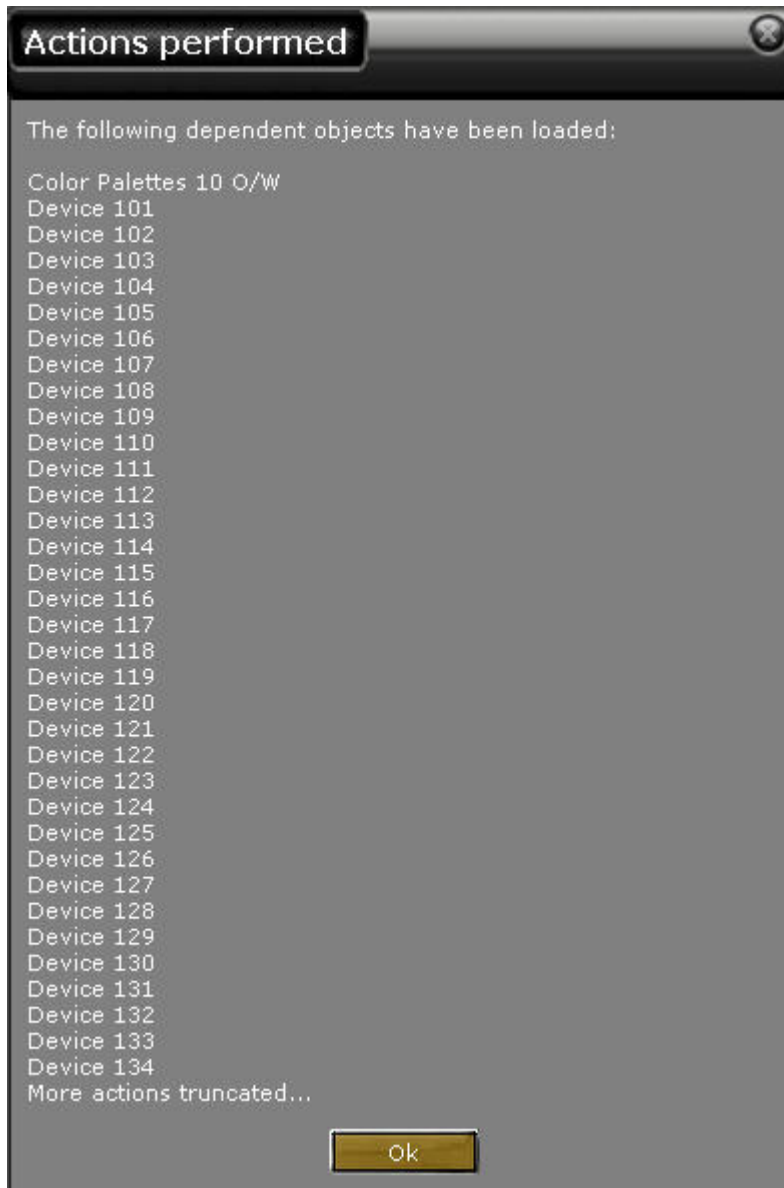 Actions performed
The following dependent objects have been loaded:
Color Palettes 10 O/W
Device 101
Device 102
Device 103
Device 104
Device 105
Device 106
Device 107
Device 108
Device 109
Device 110
Device 111
Device 112
Device 113
Device 114
Device 115
Device 116
Device 117
Device 118
Device 119
Device 120
Device 121
Device 122
Device 123
Device 124
Device 125
Device 126
Device 127
Device 128
Device 129
Device 130
Device 131
Device 132
Device 133
Device 134
More actions truncated...
Ok